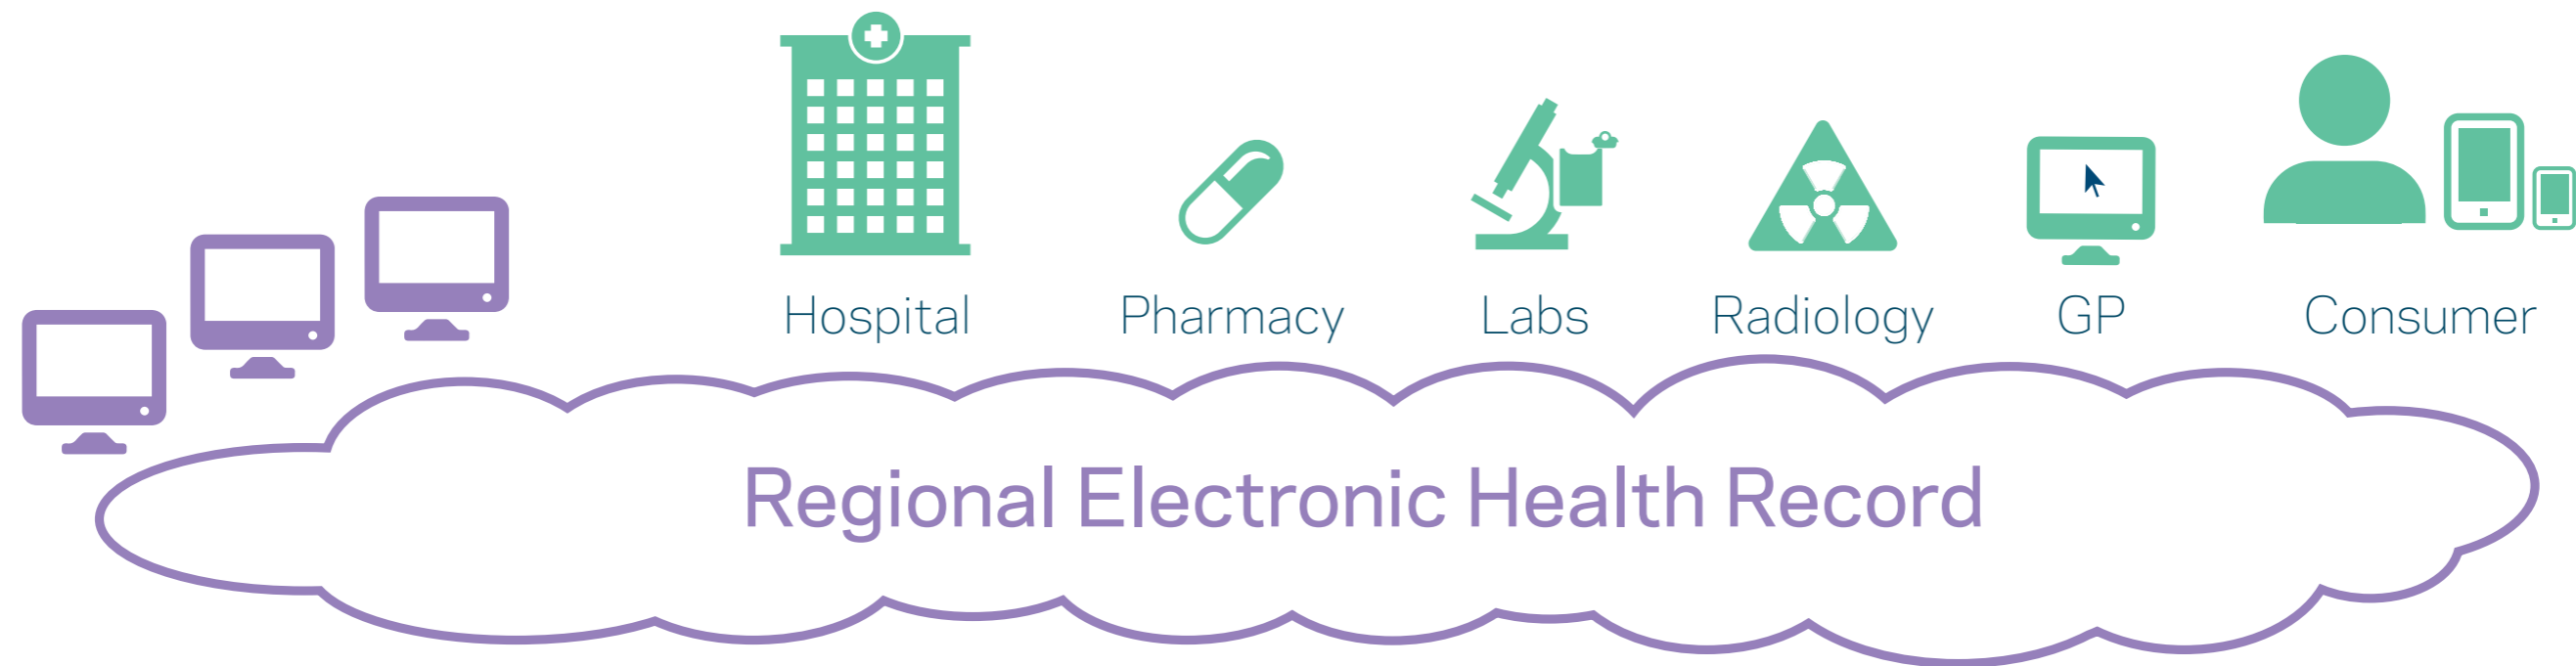 Hospital Pharmacy Labs Radiology GP Consumer
Regional Electronic Health Record